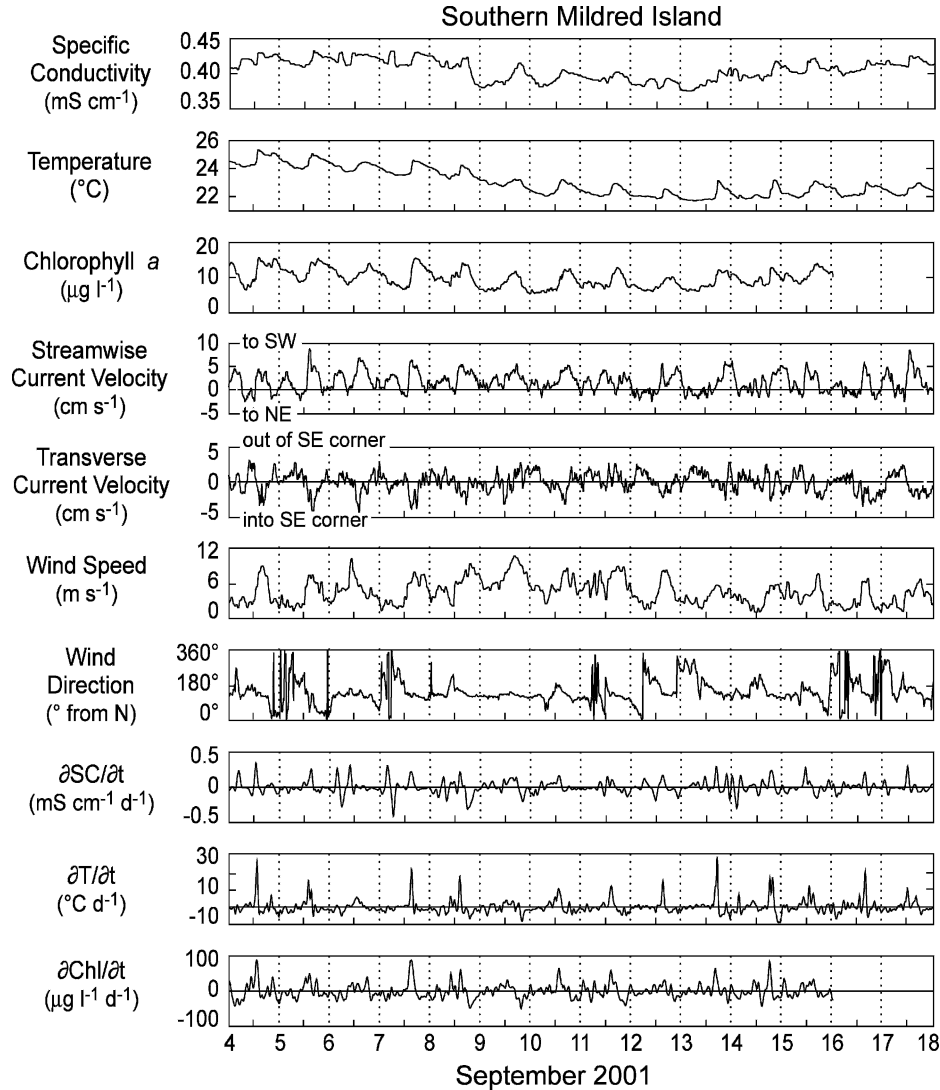 Southern Mildred Island
Specific
Conductivity
(mS cm-1)
0.45
0.40
0.35
Temperature
(°C)
26
24
22
Chlorophyll a
(µg l-1)
20
10
0
Streamwise
Current Velocity
(cm s-1)
10
5
0
-5
to SW
to NE
Transverse
Current Velocity
(cm s-1)
5
0
-5
out of SE corner
into SE corner
Wind Speed
(m s-1)
12
6
0
Wind
Direction
(° from N)
360°
180°
0°
∂SC/∂t
(mS cm-1 d-1)
0.5
0
-0.5
∂T/∂t
(°C d-1)
30
10
-10
∂Chl/∂t
(µg l-1 d-1)
100
0
-100
4 5 6 7 8 9 10 11 12 13 14 15 16 17 18
September 2001